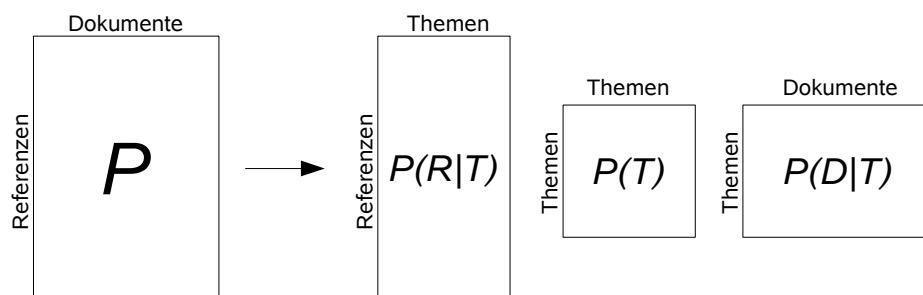 Dokumente
Referenzen
P
Themen
Referenzen
P(R|T)
Themen
Themen
P(T)
Dokumente
Themen
P(D|T)